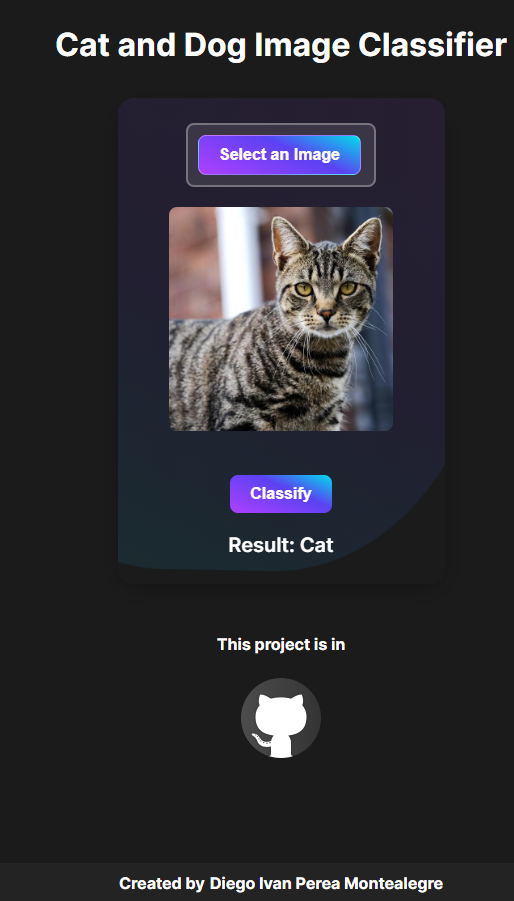 Cat and Dog Image Classifier
Select an Image
Classify
Result: Cat
This project is in
Created by Diego Ivan Perea Montealegre